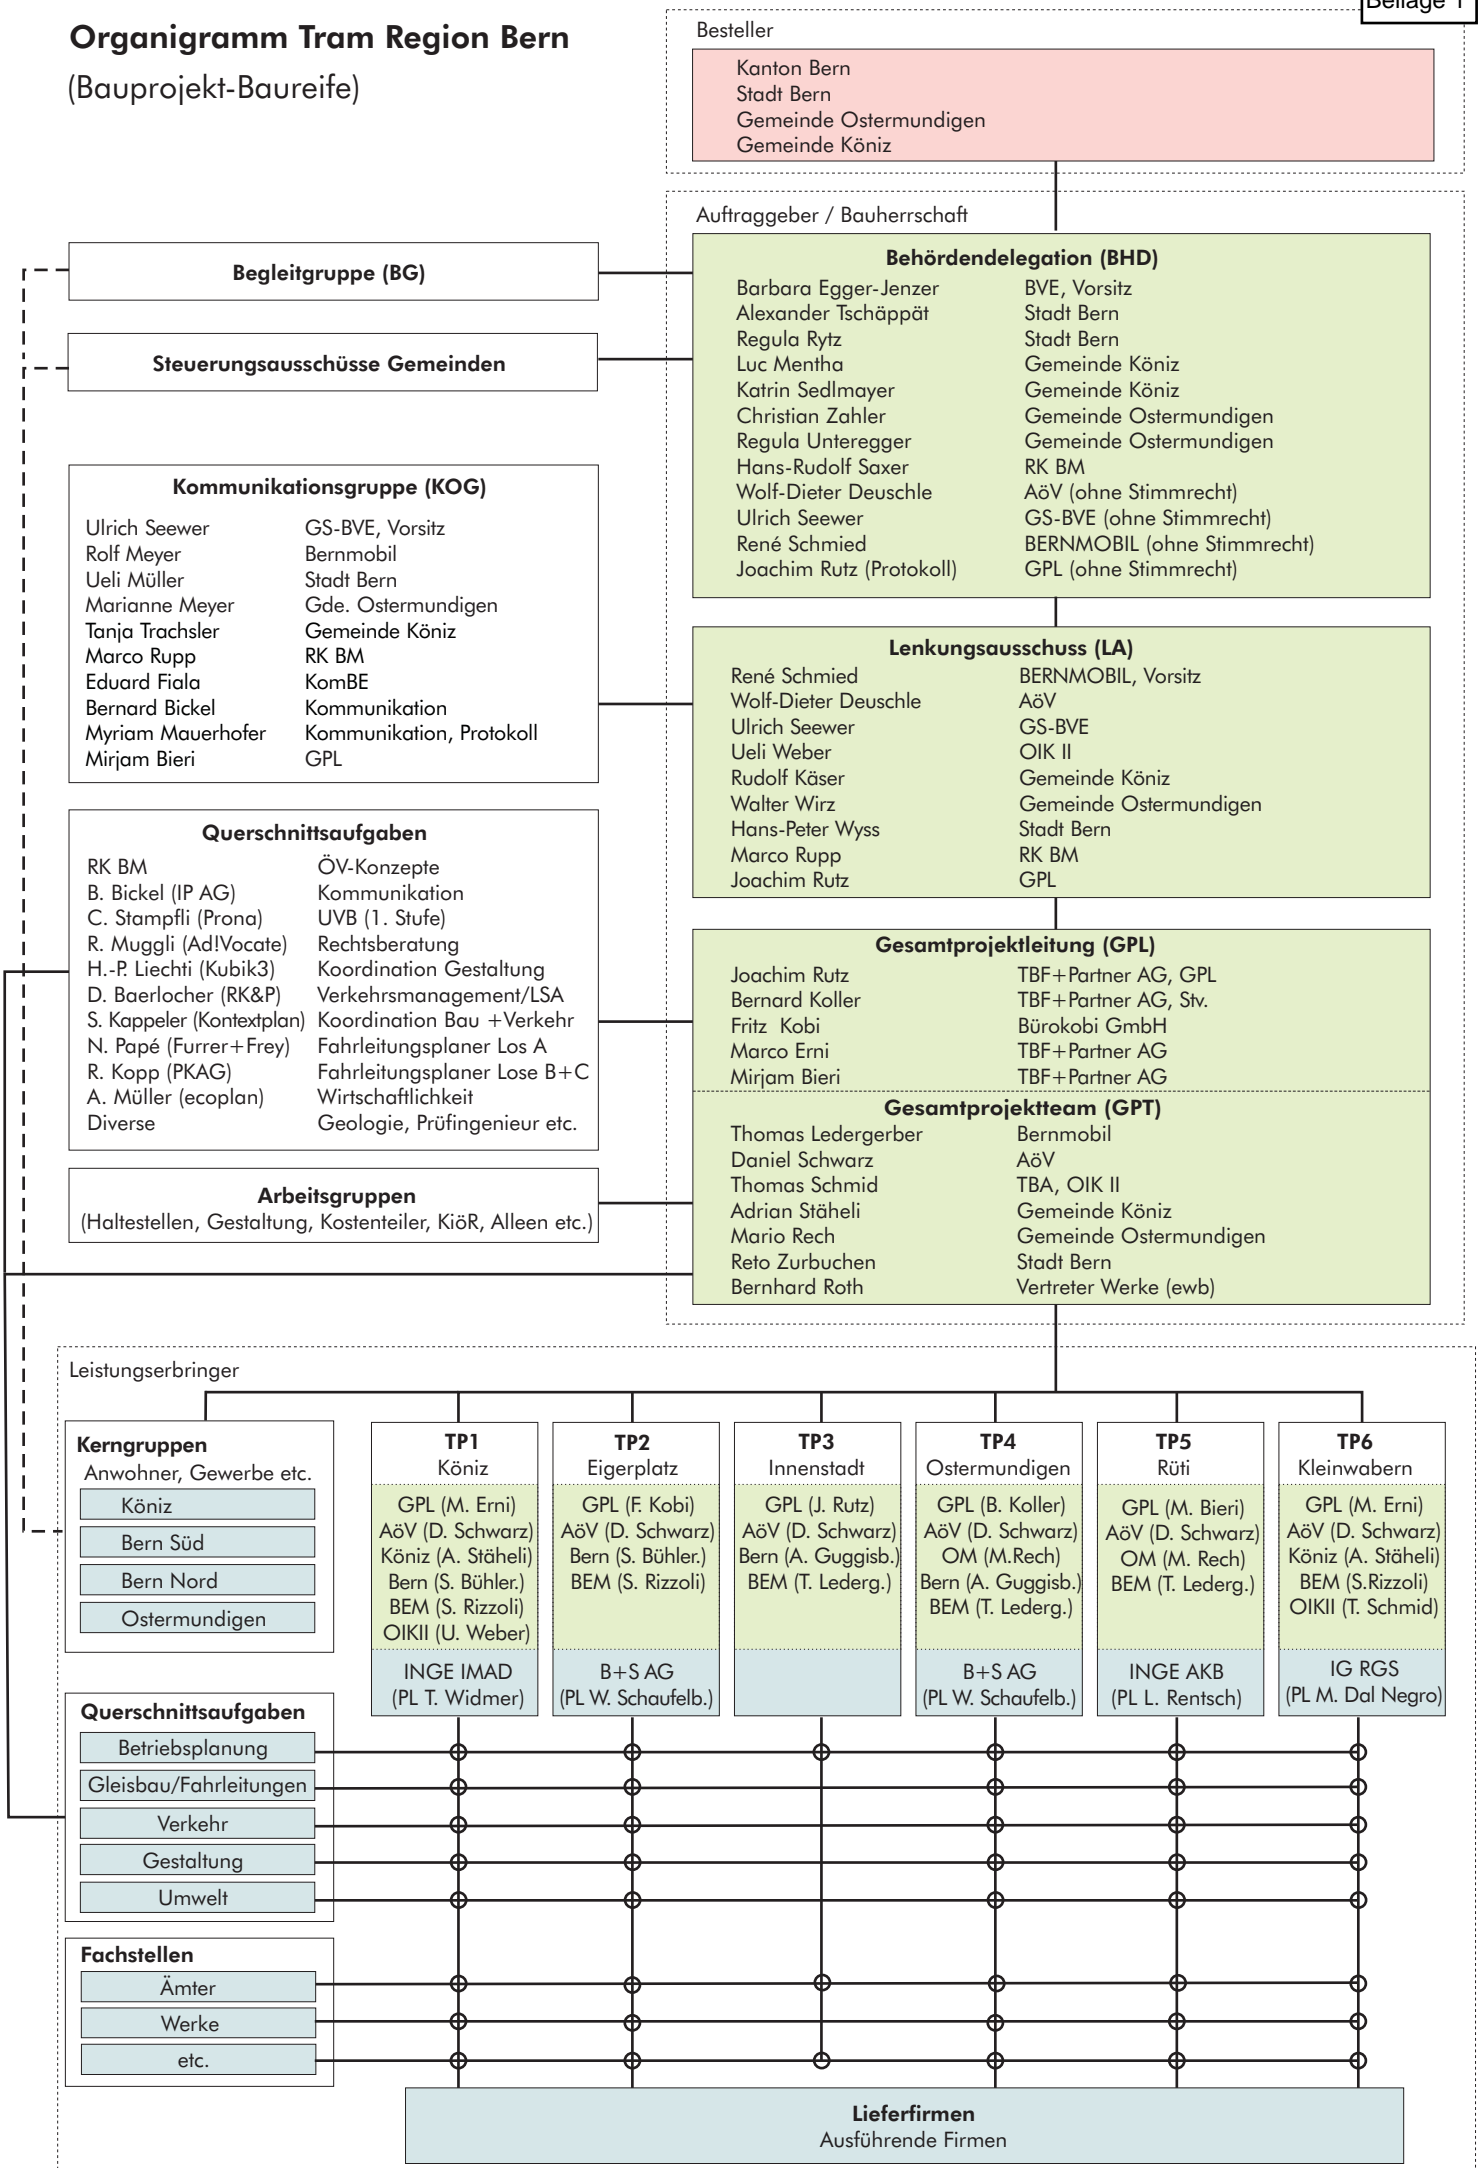 Beilage 1
Organigramm Tram Region Bern
(Bauprojekt-Baureife)
Besteller
Kanton Bern
Stadt Bern
Gemeinde Ostermundigen
Gemeinde Köniz
Auftraggeber / Bauherrschaft
Behördendelegation (BHD)
Barbara Egger-Jenzer BVE, Vorsitz
Alexander Tschäppät Stadt Bern
Regula Rytz Stadt Bern
Luc Mentha Gemeinde Köniz
Katrin Sedlmayer Gemeinde Köniz
Christian Zahler Gemeinde Ostermundigen
Regula Unteregger Gemeinde Ostermundigen
Hans-Rudolf Saxer RK BM
Wolf-Dieter Deuschle AöV (ohne Stimmrecht)
Ulrich Seewer GS-BVE (ohne Stimmrecht)
René Schmied BERNMOBIL (ohne Stimmrecht)
Joachim Rutz (Protokoll) GPL (ohne Stimmrecht)
Begleitgruppe (BG)
Steuerungsausschüsse Gemeinden
Kommunikationsgruppe (KOG)
Ulrich Seewer GS-BVE, Vorsitz
Rolf Meyer Bernmobil
Ueli Müller Stadt Bern
Marianne Meyer Gde. Ostermundigen
Tanja Trachsler Gemeinde Köniz
Marco Rupp RK BM
Eduard Fiala KomBE
Bernard Bickel Kommunikation
Myriam Mauerhofer Kommunikation, Protokoll
Mirjam Bieri GPL
Lenkungsausschuss (LA)
René Schmied BERNMOBIL, Vorsitz
Wolf-Dieter Deuschle AöV
Ulrich Seewer GS-BVE
Ueli Weber OIK II
Rudolf Käser Gemeinde Köniz
Walter Wirz Gemeinde Ostermundigen
Hans-Peter Wyss Stadt Bern
Marco Rupp RK BM
Joachim Rutz GPL
Querschnittsaufgaben
RK BM ÖV-Konzepte
B. Bickel (IP AG) Kommunikation
C. Stampfli (Prona) UVB (1. Stufe)
R. Muggli (Ad!Vocate) Rechtsberatung
H.-P. Liechti (Kubik3) Koordination Gestaltung
D. Baerlocher (RK&P) Verkehrsmanagement/LSA
S. Kappeler (Kontextplan) Koordination Bau +Verkehr
N. Papé (Furrer+Frey) Fahrleitungsplaner Los A
R. Kopp (PKAG) Fahrleitungsplaner Lose B+C
A. Müller (ecoplan) Wirtschaftlichkeit
Diverse Geologie, Prüfingenieur etc.
Gesamtprojektleitung (GPL)
Joachim Rutz TBF+Partner AG, GPL
Bernard Koller TBF+Partner AG, Stv.
Fritz Kobi Bürokobi GmbH
Marco Erni TBF+Partner AG
Mirjam Bieri TBF+Partner AG
Gesamtprojektteam (GPT)
Thomas Ledergerber Bernmobil
Daniel Schwarz AöV
Thomas Schmid TBA, OIK II
Adrian Stäheli Gemeinde Köniz
Mario Rech Gemeinde Ostermundigen
Reto Zurbuchen Stadt Bern
Bernhard Roth Vertreter Werke (ewb)
Arbeitsgruppen
(Haltestellen, Gestaltung, Kostenteiler, KiöR, Alleen etc.)
Leistungserbringer
Kerngruppen
Anwohner, Gewerbe etc.
Köniz
Bern Süd
Bern Nord
Ostermundigen
TP1
Köniz
GPL (M. Erni)
AöV (D. Schwarz)
Köniz (A. Stäheli)
Bern (S. Bühler.)
BEM (S. Rizzoli)
OIKII (U. Weber)
INGE IMAD
(PL T. Widmer)
TP2
Eigerplatz
GPL (F. Kobi)
AöV (D. Schwarz)
Bern (S. Bühler.)
BEM (S. Rizzoli)
B+S AG
(PL W. Schaufelb.)
TP3
Innenstadt
GPL (J. Rutz)
AöV (D. Schwarz)
Bern (A. Guggisb.)
BEM (T. Lederg.)
TP4
Ostermundigen
GPL (B. Koller)
AöV (D. Schwarz)
OM (M.Rech)
Bern (A. Guggisb.)
BEM (T. Lederg.)
B+S AG
(PL W. Schaufelb.)
TP5
Rüti
GPL (M. Bieri)
AöV (D. Schwarz)
OM (M. Rech)
BEM (T. Lederg.)
INGE AKB
(PL L. Rentsch)
TP6
Kleinwabern
GPL (M. Erni)
AöV (D. Schwarz)
Köniz (A. Stäheli)
BEM (S.Rizzoli)
OIKII (T. Schmid)
IG RGS
(PL M. Dal Negro)
Querschnittsaufgaben
Betriebsplanung
Gleisbau/Fahrleitungen
Verkehr
Gestaltung
Umwelt
Fachstellen
Ämter
Werke
etc.
Lieferfirmen
Ausführende Firmen